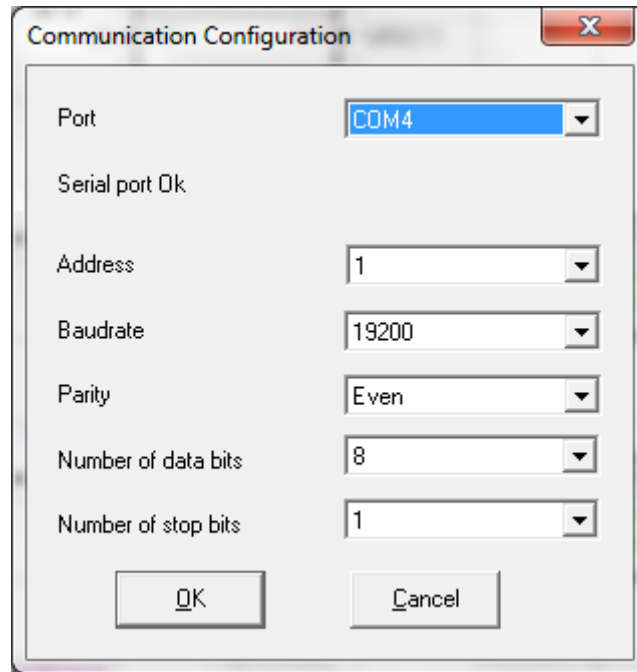 Communication Configuration
Port COM4
Serial port Ok
Address 1
Baudrate 19200
Parity Even
Number of data bits 8
Number of stop bits 1
OK Cancel